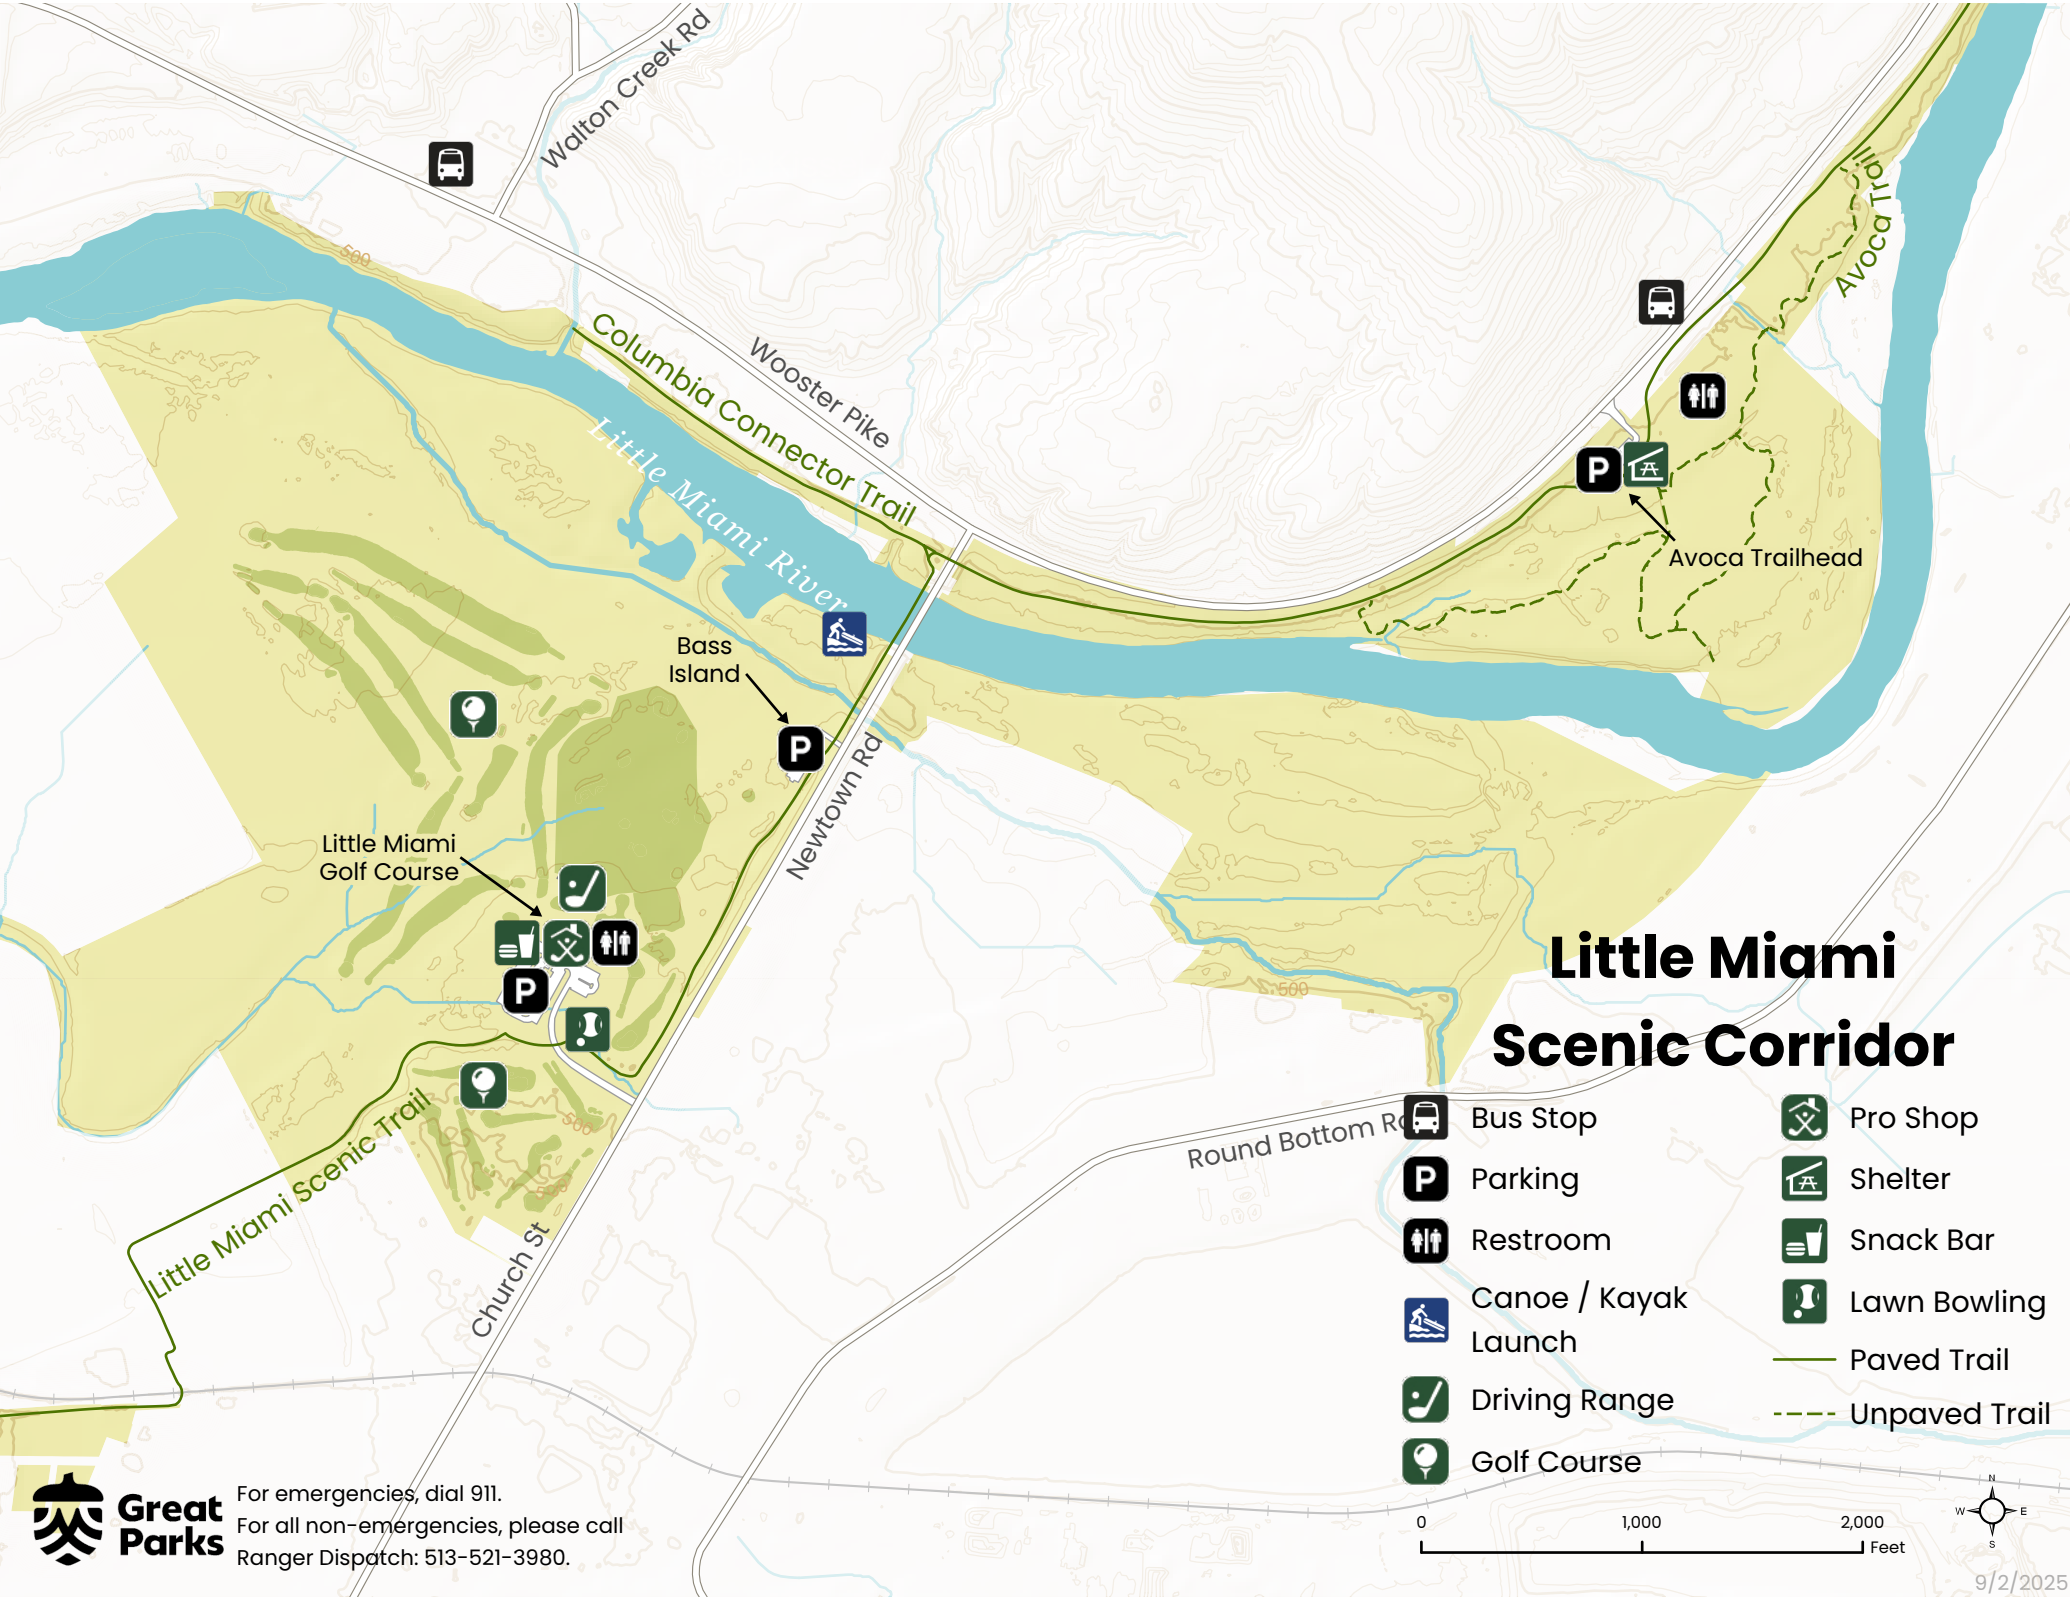 Walton Creek Rd
500
Avoca Trail
Columbia Connector Trail
Wooster Pike
Little Miami River
P
Avoca Trailhead
Bass
Island
P
Newtown Rd
Little Miami
Golf Course
P
500
500
500
Little Miami Scenic Trail
Church St
Round Bottom Rd
Little Miami
Scenic Corridor
Bus Stop
P
Parking
Restroom
Canoe / Kayak
Launch
Driving Range
Golf Course
Pro Shop
Shelter
Snack Bar
Lawn Bowling
Paved Trail
Unpaved Trail
Great
Parks
For emergencies, dial 911.
For all non-emergencies, please call
Ranger Dispatch: 513-521-3980.
0 1,000 2,000
Feet
N
W E
S
9/2/2025